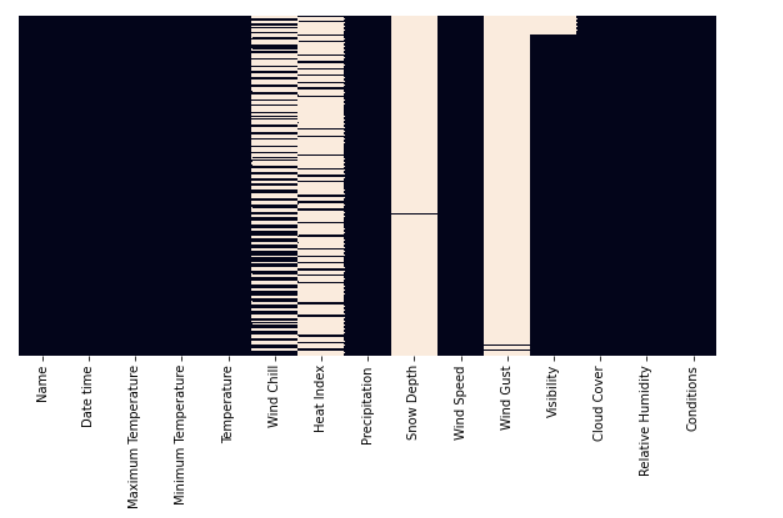 Name
Date time
Maximum Temperature
Minimum Temperature
Temperature
Wind Chill
Heat Index
Precipitation
Snow Depth
Wind Speed
Wind Gust
Visibility
Cloud Cover
Relative Humidity
Conditions